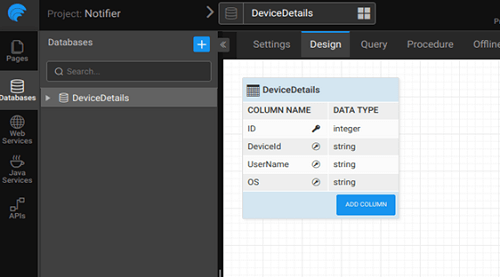 Project: Notifier
DeviceDetails
Pages
Databases
Web
Services
Java
Services
APIs
Databases
Search...
DeviceDetails
Settings
Design
Query
Procedure
Offline
DeviceDetails
COLUMN NAME DATA TYPE
ID integer
DeviceId string
UserName string
OS string
ADD COLUMN